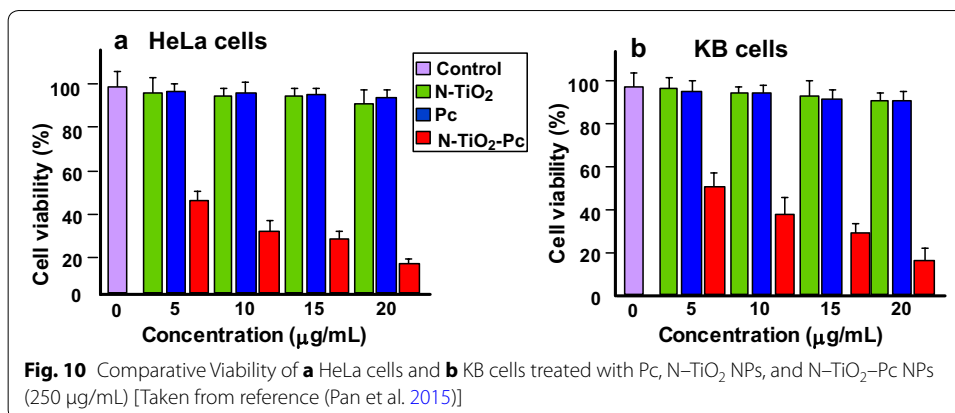 a HeLa cells
Control
N-TiO₂
Pc
N-TiO₂-Pc
Cell viability (%)
100
80
60
40
20
0
0 5 10 15 20
Concentration (μg/mL)
b KB cells
Cell viability (%)
100
80
60
40
20
0
0 5 10 15 20
Concentration (μg/mL)
Fig. 10 Comparative Viability of a HeLa cells and b KB cells treated with Pc, N–TiO₂ NPs, and N–TiO₂–Pc NPs
(250 μg/mL) [Taken from reference (Pan et al. 2015)]